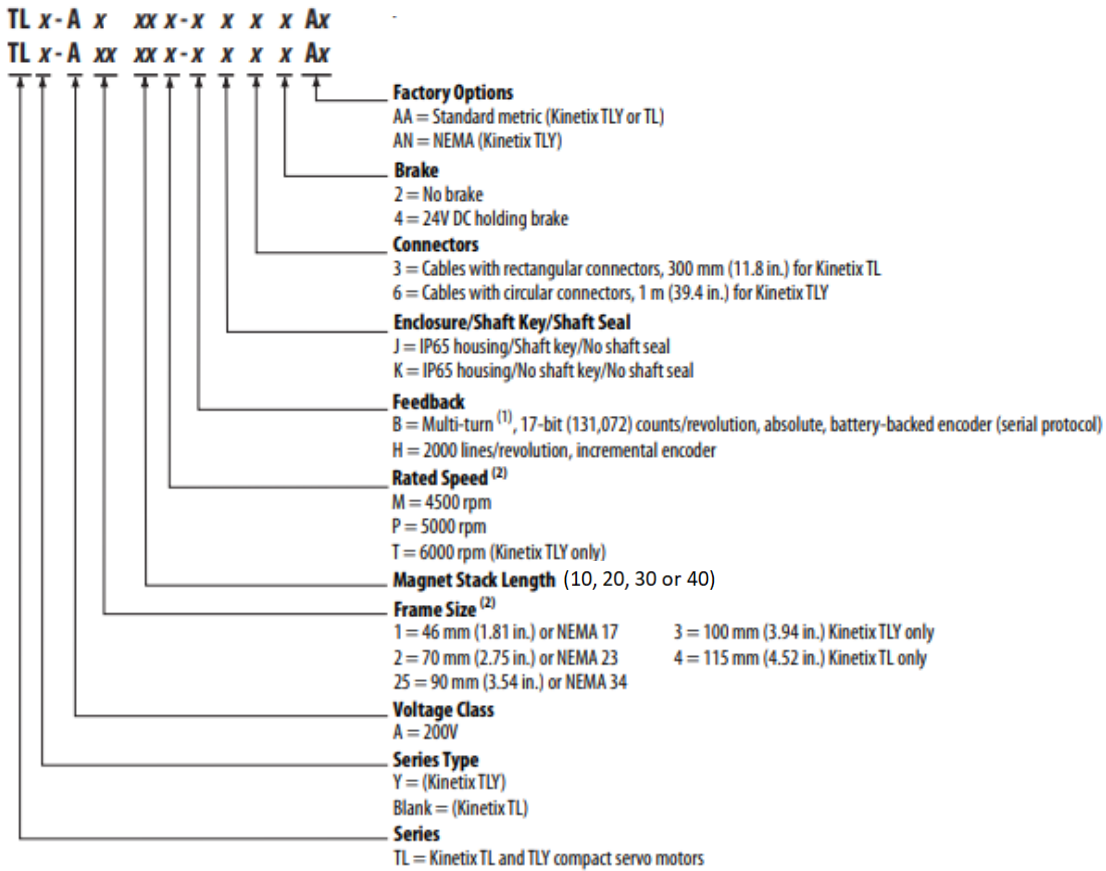 TL x - A x xx x - x x x x Ax
TL x - A xx xx x - x x x x Ax
Factory Options
AA = Standard metric (Kinetix TLY or TL)
AN = NEMA (Kinetix TLY)
Brake
2 = No brake
4 = 24V DC holding brake
Connectors
3 = Cables with rectangular connectors, 300 mm (11.8 in.) for Kinetix TL
6 = Cables with circular connectors, 1 m (39.4 in.) for Kinetix TLY
Enclosure/Shaft Key/Shaft Seal
J = IP65 housing/Shaft key/No shaft seal
K = IP65 housing/No shaft key/No shaft seal
Feedback
B = Multi-turn (1), 17-bit (131,072) counts/revolution, absolute, battery-backed encoder (serial protocol)
H = 2000 lines/revolution, incremental encoder
Rated Speed (2)
M = 4500 rpm
P = 5000 rpm
T = 6000 rpm (Kinetix TLY only)
Magnet Stack Length (10, 20, 30 or 40)
Frame Size (2)
1 = 46 mm (1.81 in.) or NEMA 17 3 = 100 mm (3.94 in.) Kinetix TLY only
2 = 70 mm (2.75 in.) or NEMA 23 4 = 115 mm (4.52 in.) Kinetix TL only
25 = 90 mm (3.54 in.) or NEMA 34
Voltage Class
A = 200V
Series Type
Y = (Kinetix TLY)
Blank = (Kinetix TL)
Series
TL = Kinetix TL and TLY compact servo motors